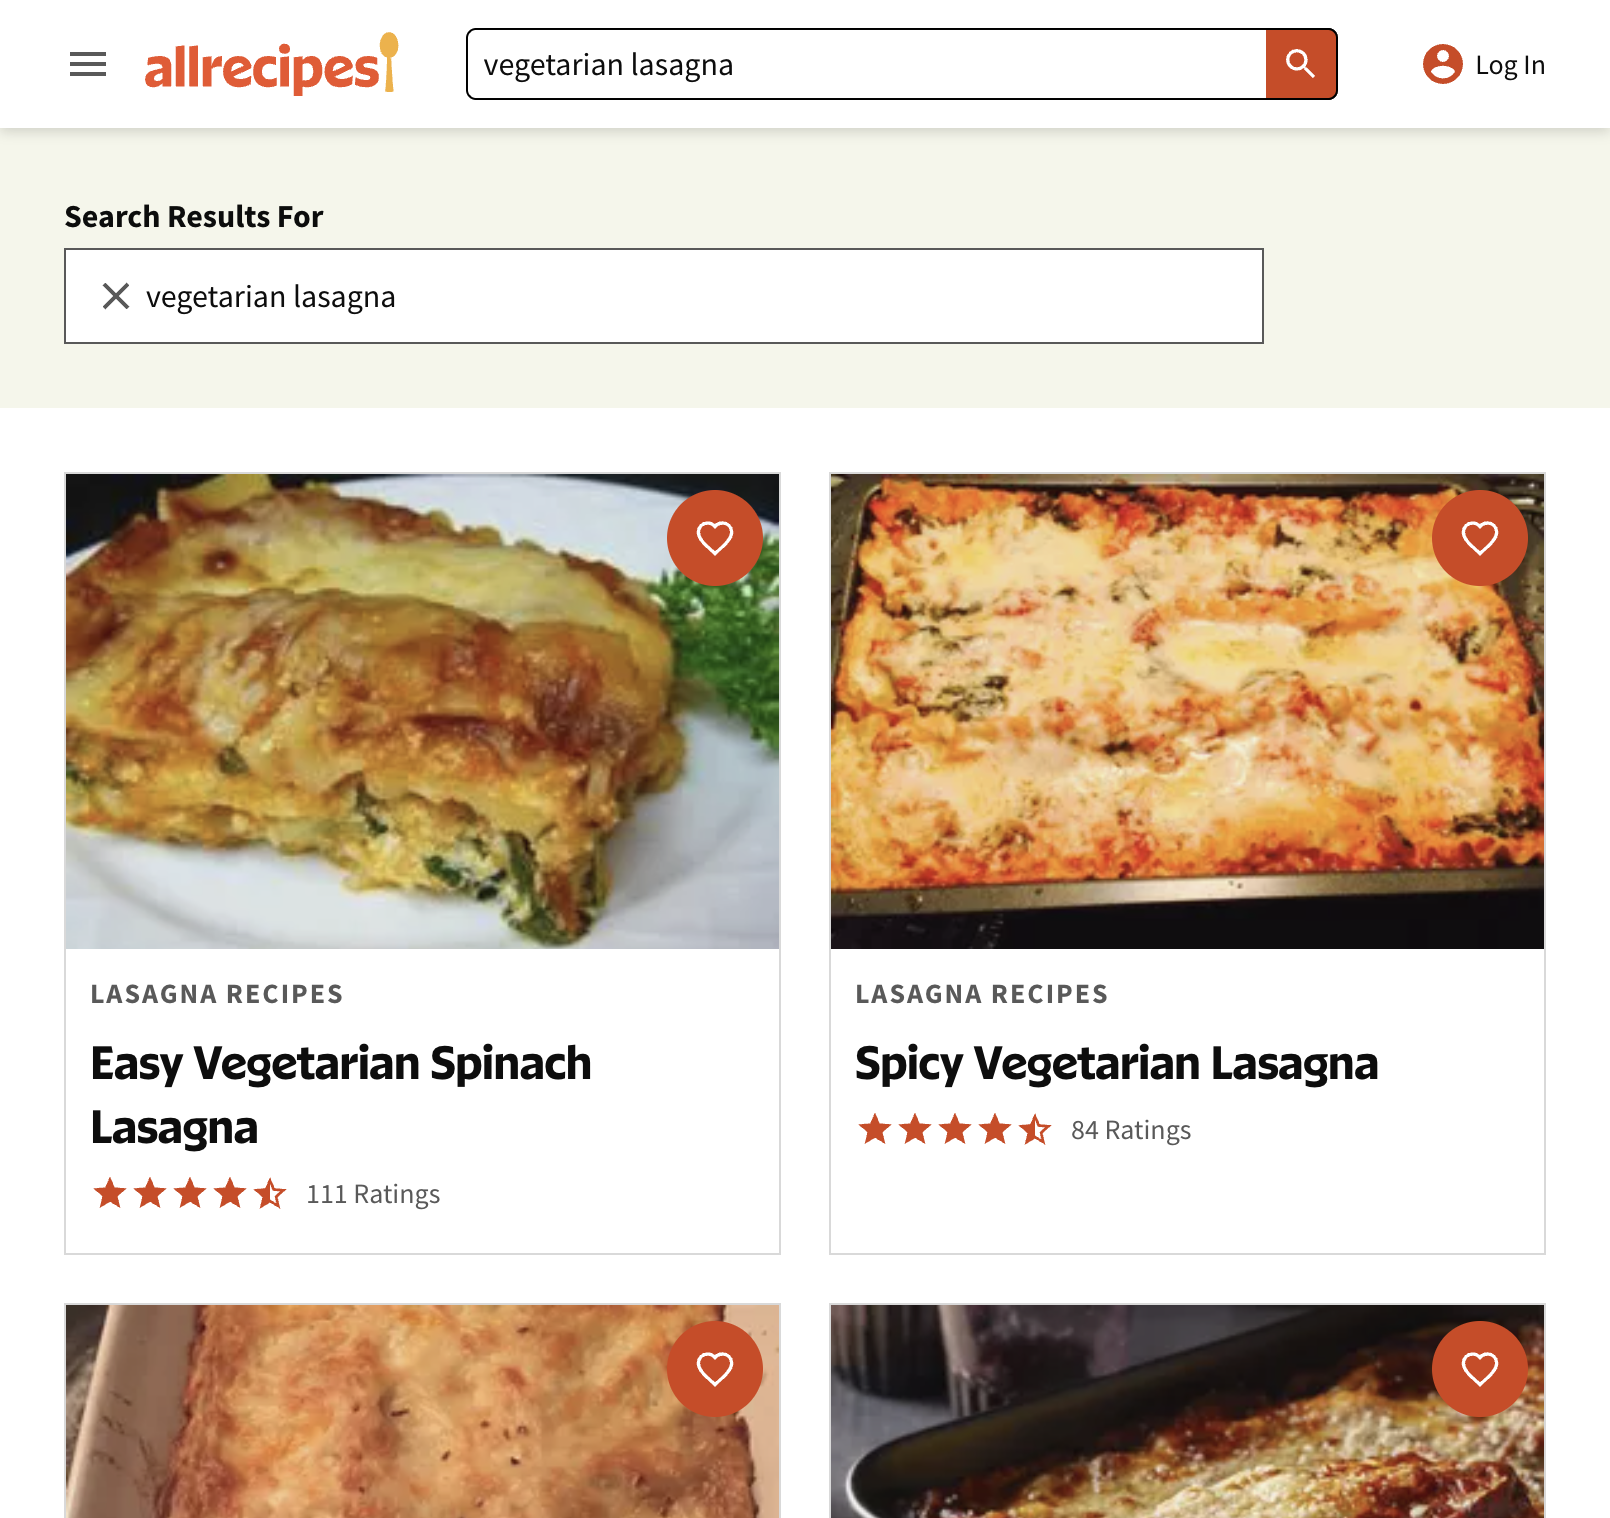 allrecipes
vegetarian lasagna
Log In
Search Results For
vegetarian lasagna
LASAGNA RECIPES
Easy Vegetarian Spinach
Lasagna
111 Ratings
LASAGNA RECIPES
Spicy Vegetarian Lasagna
84 Ratings